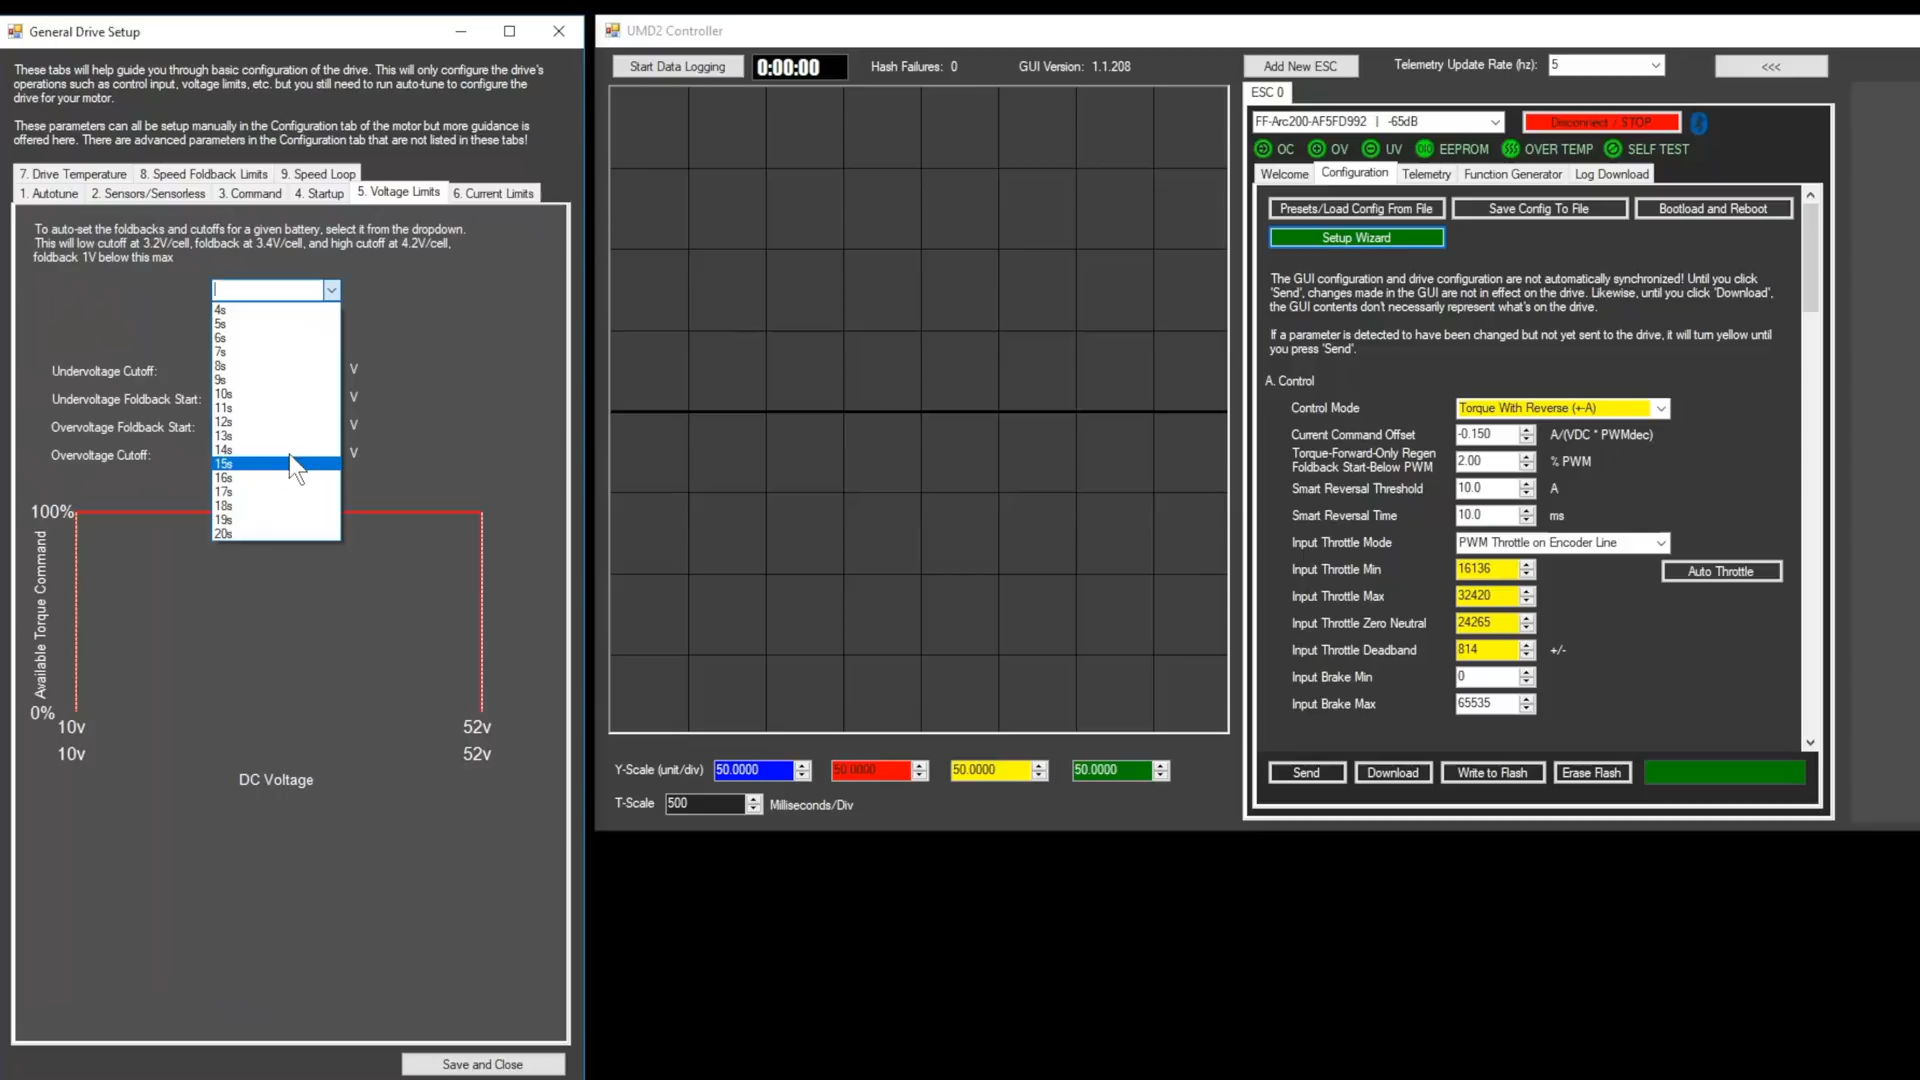 General Drive Setup
These tabs will help guide you through basic configuration of the drive. This will only configure the drive's
operations such as control input, voltage limits, etc. but you still need to run auto-tune to configure the
drive for your motor.
These parameters can all be setup manually in the Configuration tab of the motor but more guidance is
offered here. There are advanced parameters in the Configuration tab that are not listed in these tabs!
7. Drive Temperature 8. Speed Foldback Limits 9. Speed Loop
1. Autotune 2. Sensors/Sensorless 3. Command 4. Startup 5. Voltage Limits 6. Current Limits
To auto-set the foldbacks and cutoffs for a given battery, select it from the dropdown.
This will low cutoff at 3.2V/cell, foldback at 3.4V/cell, and high cutoff at 4.2V/cell,
foldback 1V below this max
4s
5s
6s
7s
8s
9s
10s
11s
12s
13s
14s
15s
16s
17s
18s
19s
20s
Undervoltage Cutoff: V
Undervoltage Foldback Start: V
Overvoltage Foldback Start: V
Overvoltage Cutoff: V
100%
Available Torque Command
0%
10v 52v
10v 52v
DC Voltage
Save and Close
UMD2 Controller
Start Data Logging 0:00:00 Hash Failures: 0 GUI Version: 1.1.208
Add New ESC Telemetry Update Rate (hz): 5 <<<
ESC 0
FF-Arc200-AF5FD992 | -65dB Disconnect / STOP
OC OV UV EEPROM OVER TEMP SELF TEST
Welcome Configuration Telemetry Function Generator Log Download
Presets/Load Config From File Save Config To File Bootload and Reboot
Setup Wizard
The GUI configuration and drive configuration are not automatically synchronized! Until you click
'Send', changes made in the GUI are not in effect on the drive. Likewise, until you click 'Download',
the GUI contents don't necessarily represent what's on the drive.
If a parameter is detected to have been changed but not yet sent to the drive, it will turn yellow until
you press 'Send'.
A. Control
Control Mode Torque With Reverse (+-A)
Current Command Offset -0.150 A/(VDC * PWMdec)
Torque-Forward-Only Regen
Foldback Start-Below PWM 2.00 % PWM
Smart Reversal Threshold 10.0 A
Smart Reversal Time 10.0 ms
Input Throttle Mode PWM Throttle on Encoder Line
Input Throttle Min 16136 Auto Throttle
Input Throttle Max 32420
Input Throttle Zero Neutral 24265
Input Throttle Deadband 814 +/-
Input Brake Min 0
Input Brake Max 65535
Send Download Write to Flash Erase Flash
Y-Scale (unit/div) 50.0000 50.0000 50.0000 50.0000
T-Scale 500 Milliseconds/Div